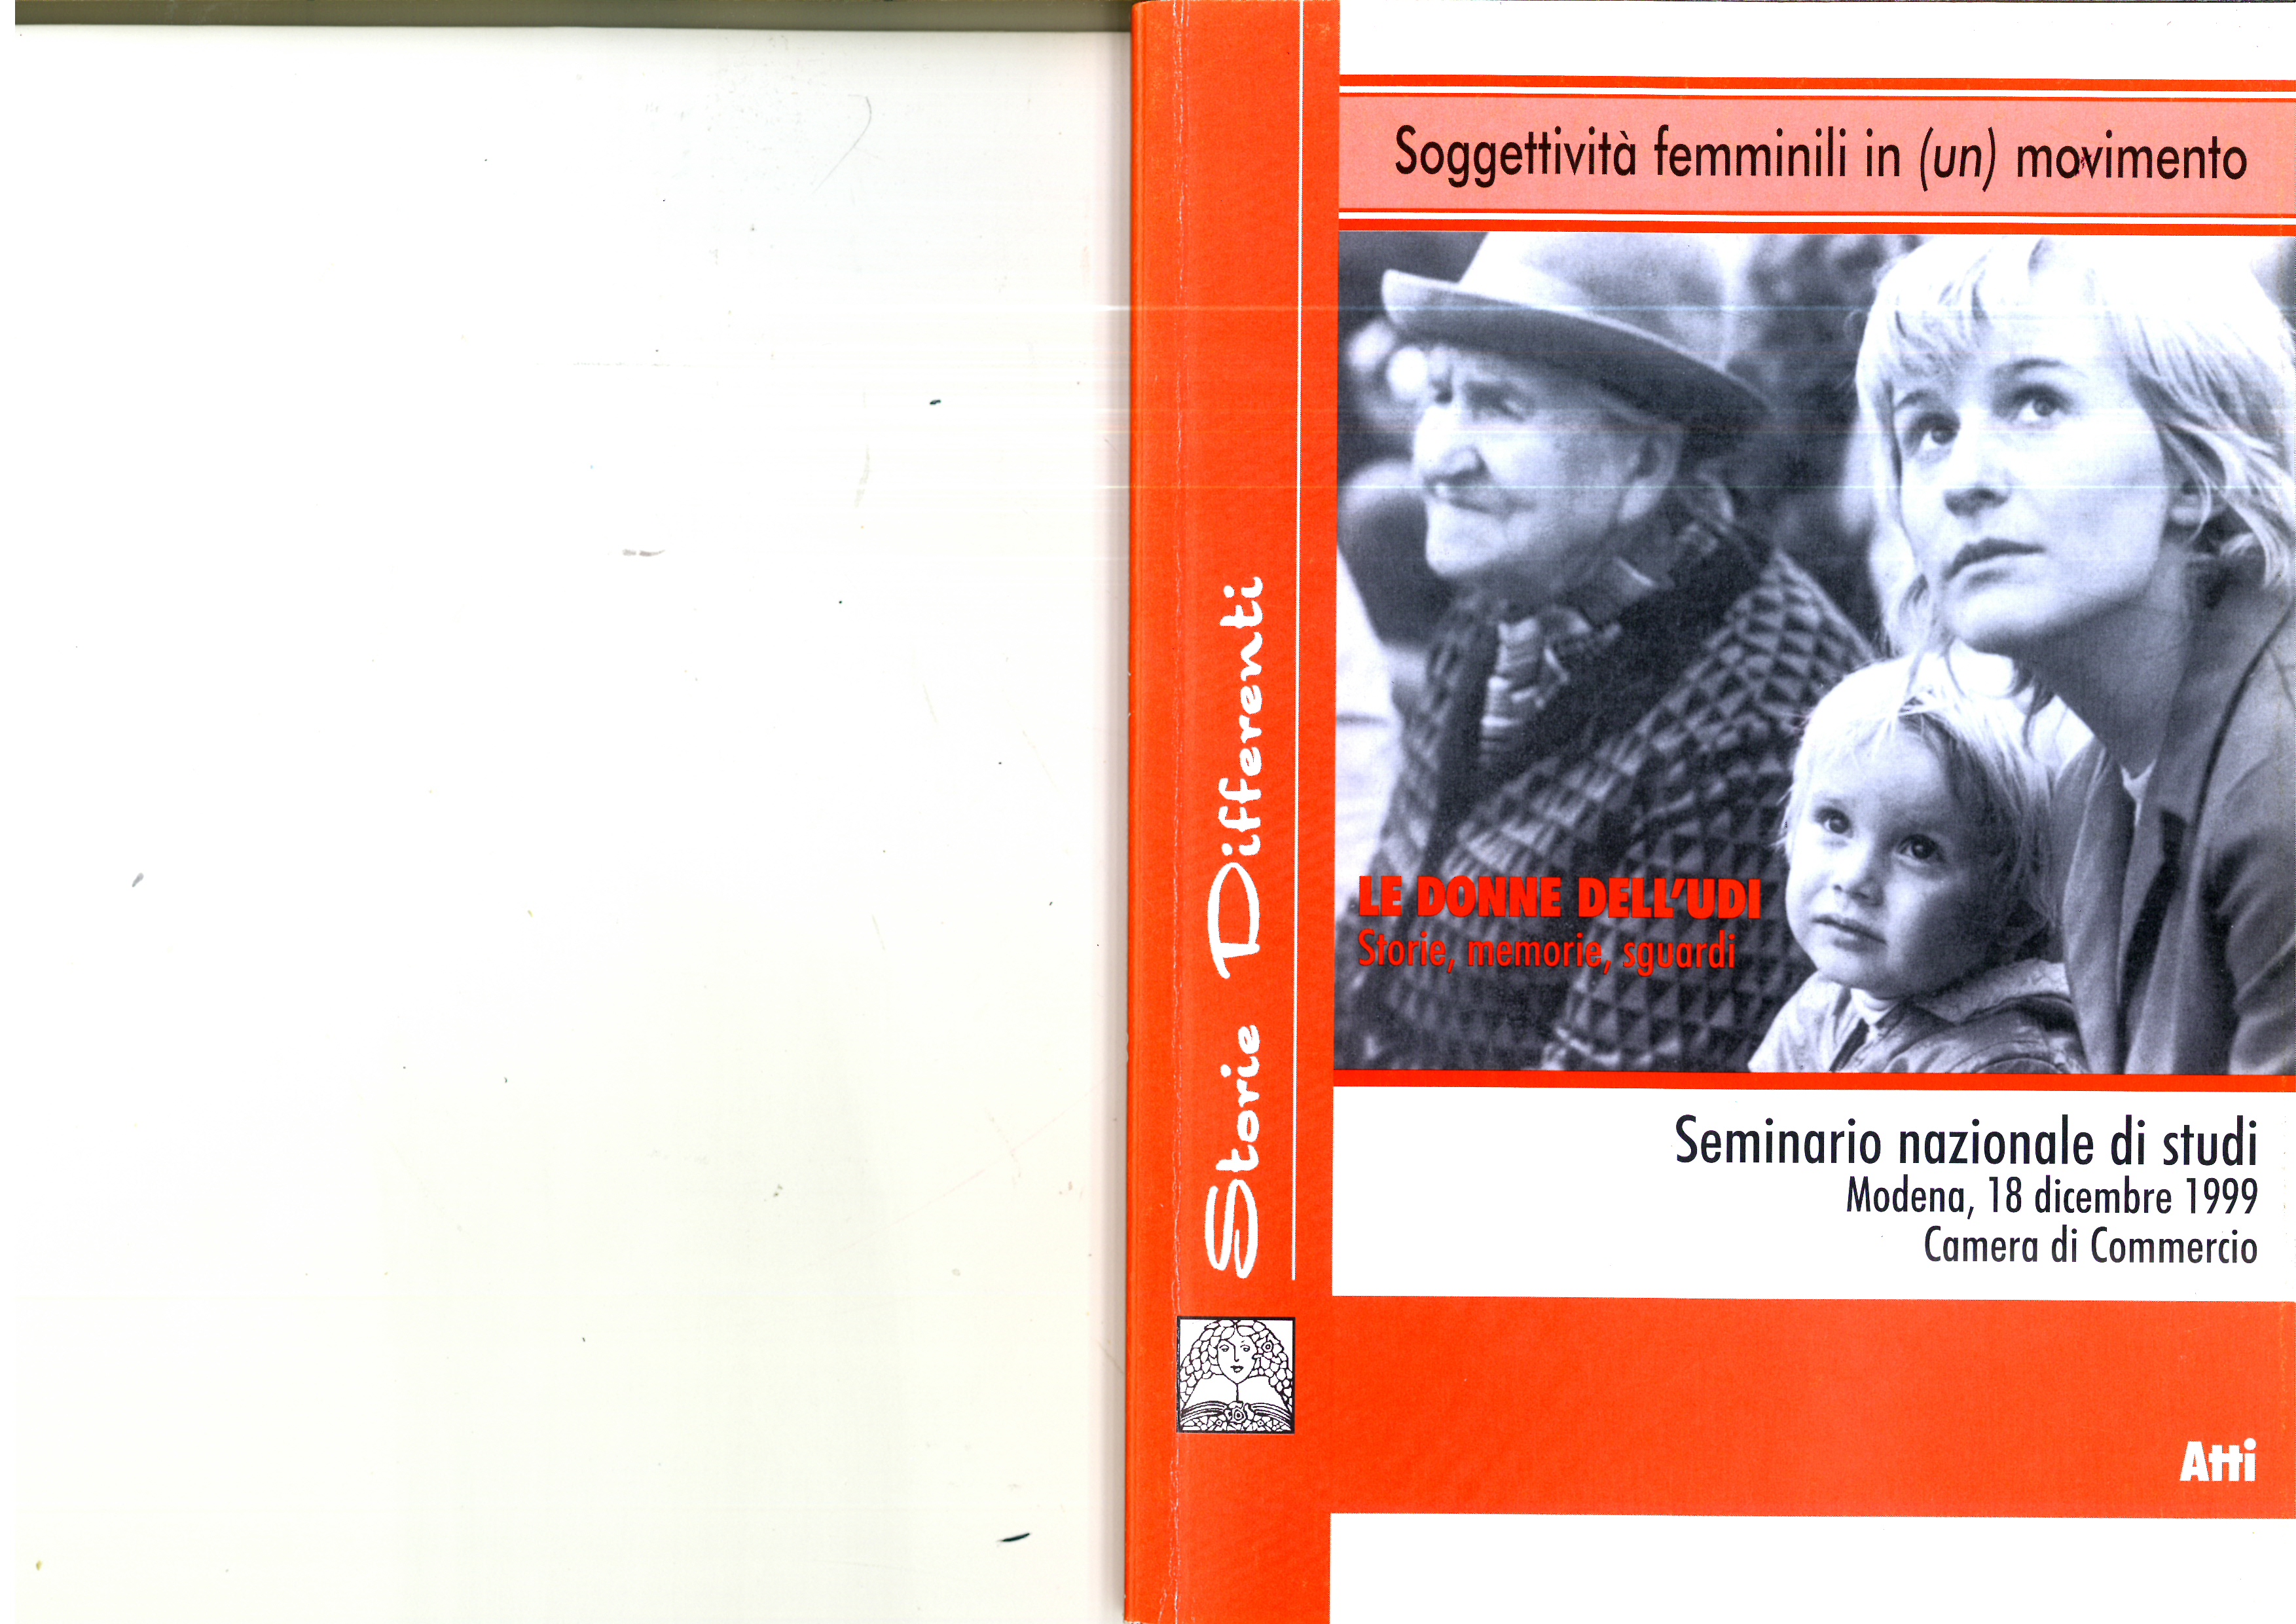 Storie Differenti
Soggettività femminili in (un) movimento
LE DONNE DELL'UDI
Storie, memorie, sguardi
Seminario nazionale di studi
Modena, 18 dicembre 1999
Camera di Commercio
Atti